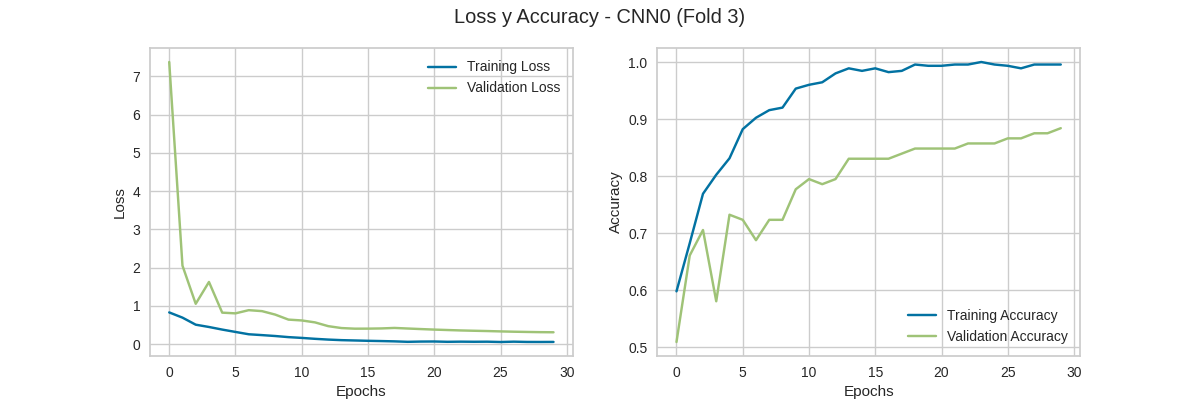 Loss y Accuracy - CNN0 (Fold 3)
Training Loss
Validation Loss
Loss
7
6
5
4
3
2
1
0
0 5 10 15 20 25 30
Epochs
Accuracy
1.0
0.9
0.8
0.7
0.6
0.5
Training Accuracy
Validation Accuracy
0 5 10 15 20 25 30
Epochs